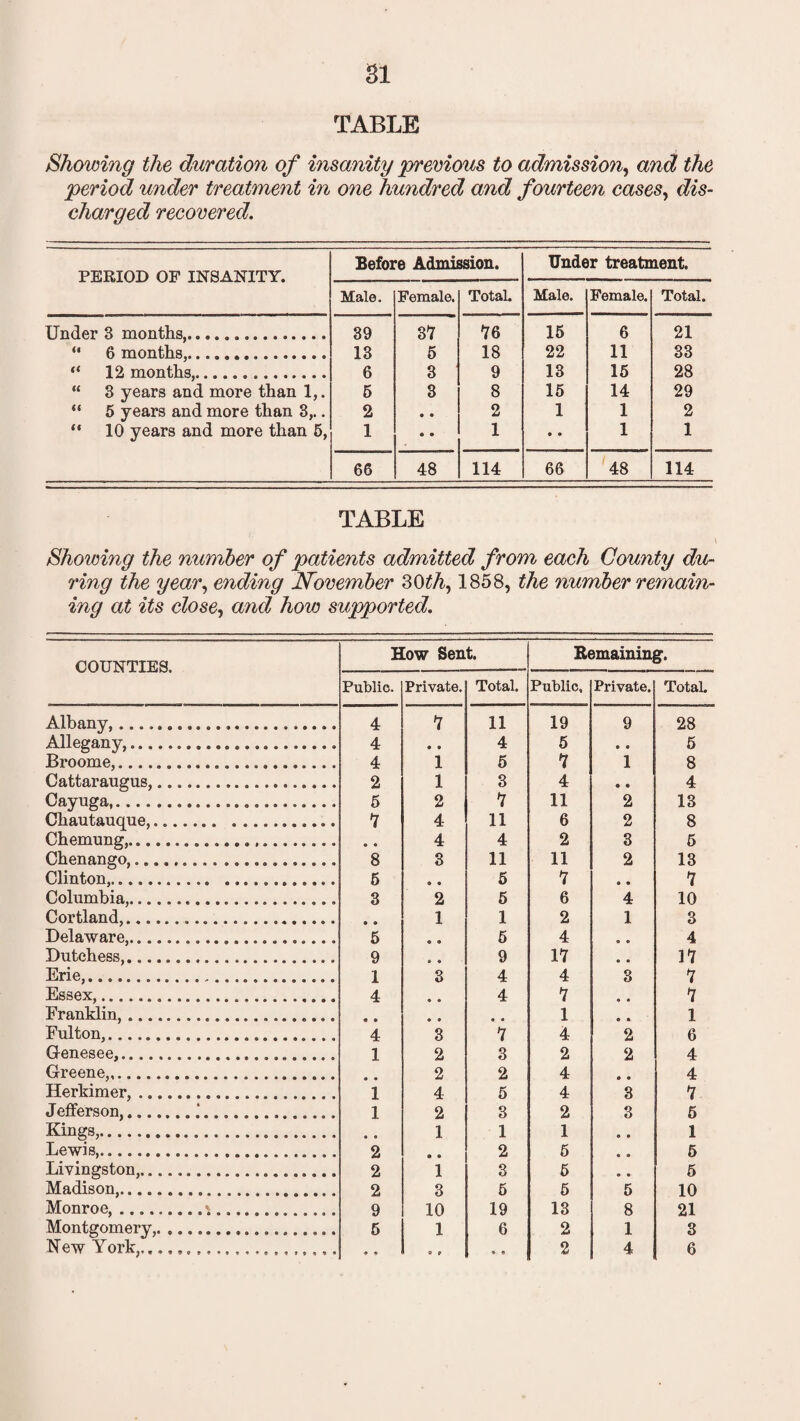 31
TABLE
Showing the duration of insanity previous to admission, and the
period under treatment in one hundred and fourteen cases, dis-
charged recovered.
PERIOD OF INSANITY. Before Admission. Under treatment.
Male. Female. Total. Male. Female. Total.
Under 3 months,............... 39 37 76 15 6 21
“ 6 months,............... 13 5 18 22 11 33
“ 12 months,.............. 6 3 9 13 15 28
“ 3 years and more than 1,. 5 3 8 15 14 29
“ 5 years and more than 3,.. 2 .. 2 1 1 2
“ 10 years and more than 5, 1 .. 1 .. 1 1
66 48 114 66 48 114
TABLE
Showing the number of patients admitted from each County du-
ring the year, ending November 30th, 1858, the number remain-
ing at its close, and how supported.
COUNTIES. How Sent. Remaining.
Public. Private. Total. Public, Private. Total.
Albany,........................ 4 7 11 19 9 28
Allegany,...................... 4 .. 4 5 .. 5
Broome,........................ 4 1 5 7 1 8
Cattaraugus,................... 2 1 3 4 .. 4
Cayuga,........................ 5 2 7 11 2 13
Chautauque,.................... 7 4 11 6 2 8
Chemung,....................... .. 4 4 2 3 5
Chenango,...................... 8 3 11 11 2 13
Clinton,....................... 5 .. 5 7 .. 7
Columbia,...................... 3 2 5 6 4 10
Cortland,...................... .. 1 1 2 1 3
Delaware,...................... 5 .. 5 4 .. 4
Dutchess,...................... 9 .. 9 17 .. 17
Erie,.......................... 1 3 4 4 3 7
Essex,......................... 4 .. 4 7 .. 7
Franklin,...................... .. .. .. 1 .. 1
Fulton,........................ 4 3 7 4 2 6
Genesee,....................... 1 2 3 2 2 4
Greene,,....................... .. 2 2 4 .. 4
Herkimer,...................... 1 4 5 4 3 7
Jefferson,..................... 1 2 3 2 3 5
Kings,......................... .. 1 1 1 .. 1
Lewis,......................... 2 .. 2 5 .. 5
Livingston,.................... 2 1 3 5 .. 5
Madison,....................... 2 3 5 5 5 10
Monroe,........................ 9 10 19 13 8 21
Montgomery,.................... 5 1 6 2 1 3
New York,...................... .. .. .. 2 4 6